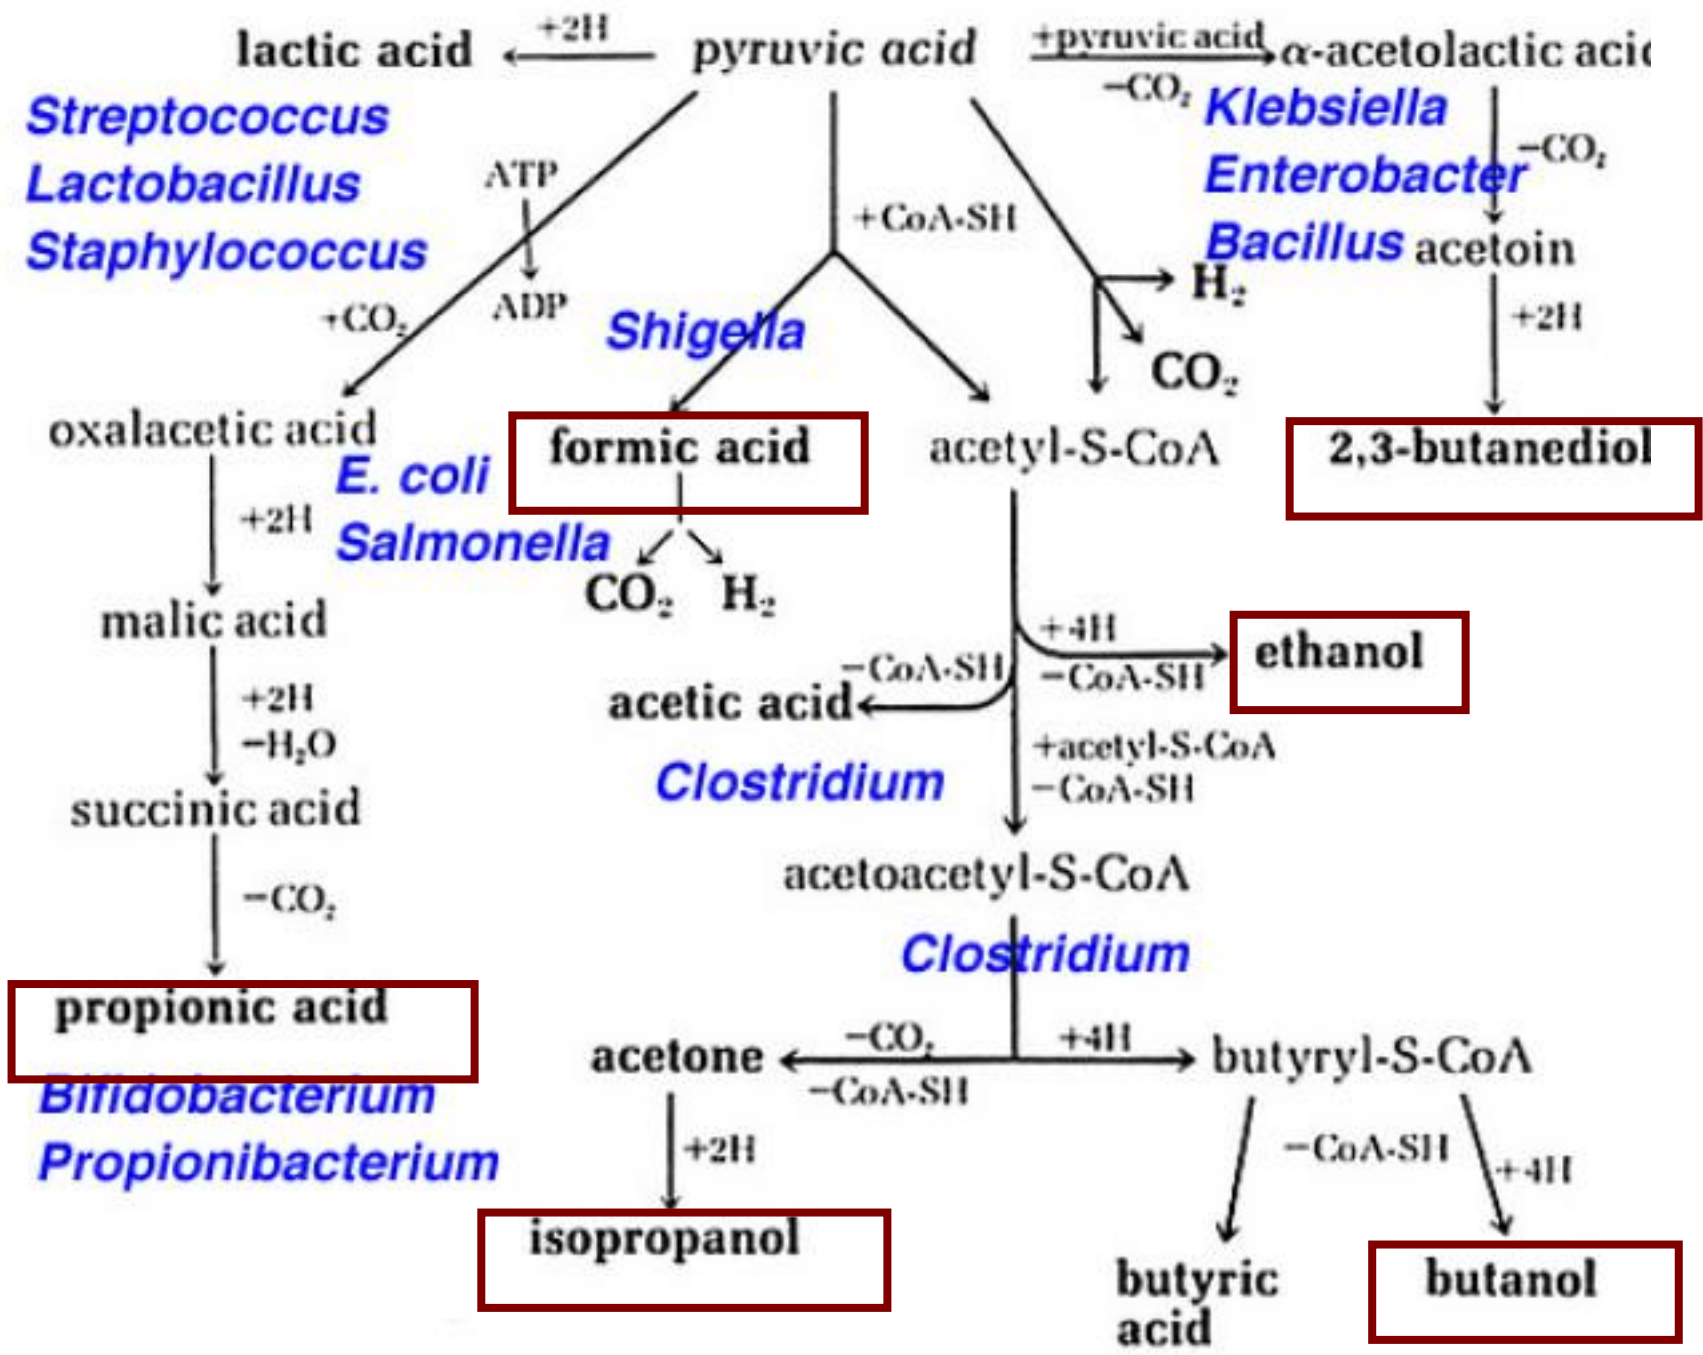 lactic acid
+2H
pyruvic acid
+pyruvic acid
−CO₂
α-acetolactic acid
Streptococcus
Lactobacillus
Staphylococcus
Klebsiella
Enterobacter
Bacillus
−CO₂
ATP
ADP
+CO₂
+CoA-SH
Shigella
H₂
CO₂
acetoin
+2H
oxalacetic acid
E. coli
Salmonella
formic acid
acetyl-S-CoA
2,3-butanediol
+2H
CO₂
H₂
malic acid
+4H
−CoA-SH
ethanol
−CoA-SH
acetic acid
+2H
−H₂O
Clostridium
+acetyl-S-CoA
−CoA-SH
succinic acid
acetoacetyl-S-CoA
−CO₂
Clostridium
propionic acid
Bifidobacterium
Propionibacterium
acetone
−CO₂
−CoA-SH
+4H
butyryl-S-CoA
+2H
−CoA-SH
+4H
isopropanol
butyric
acid
butanol